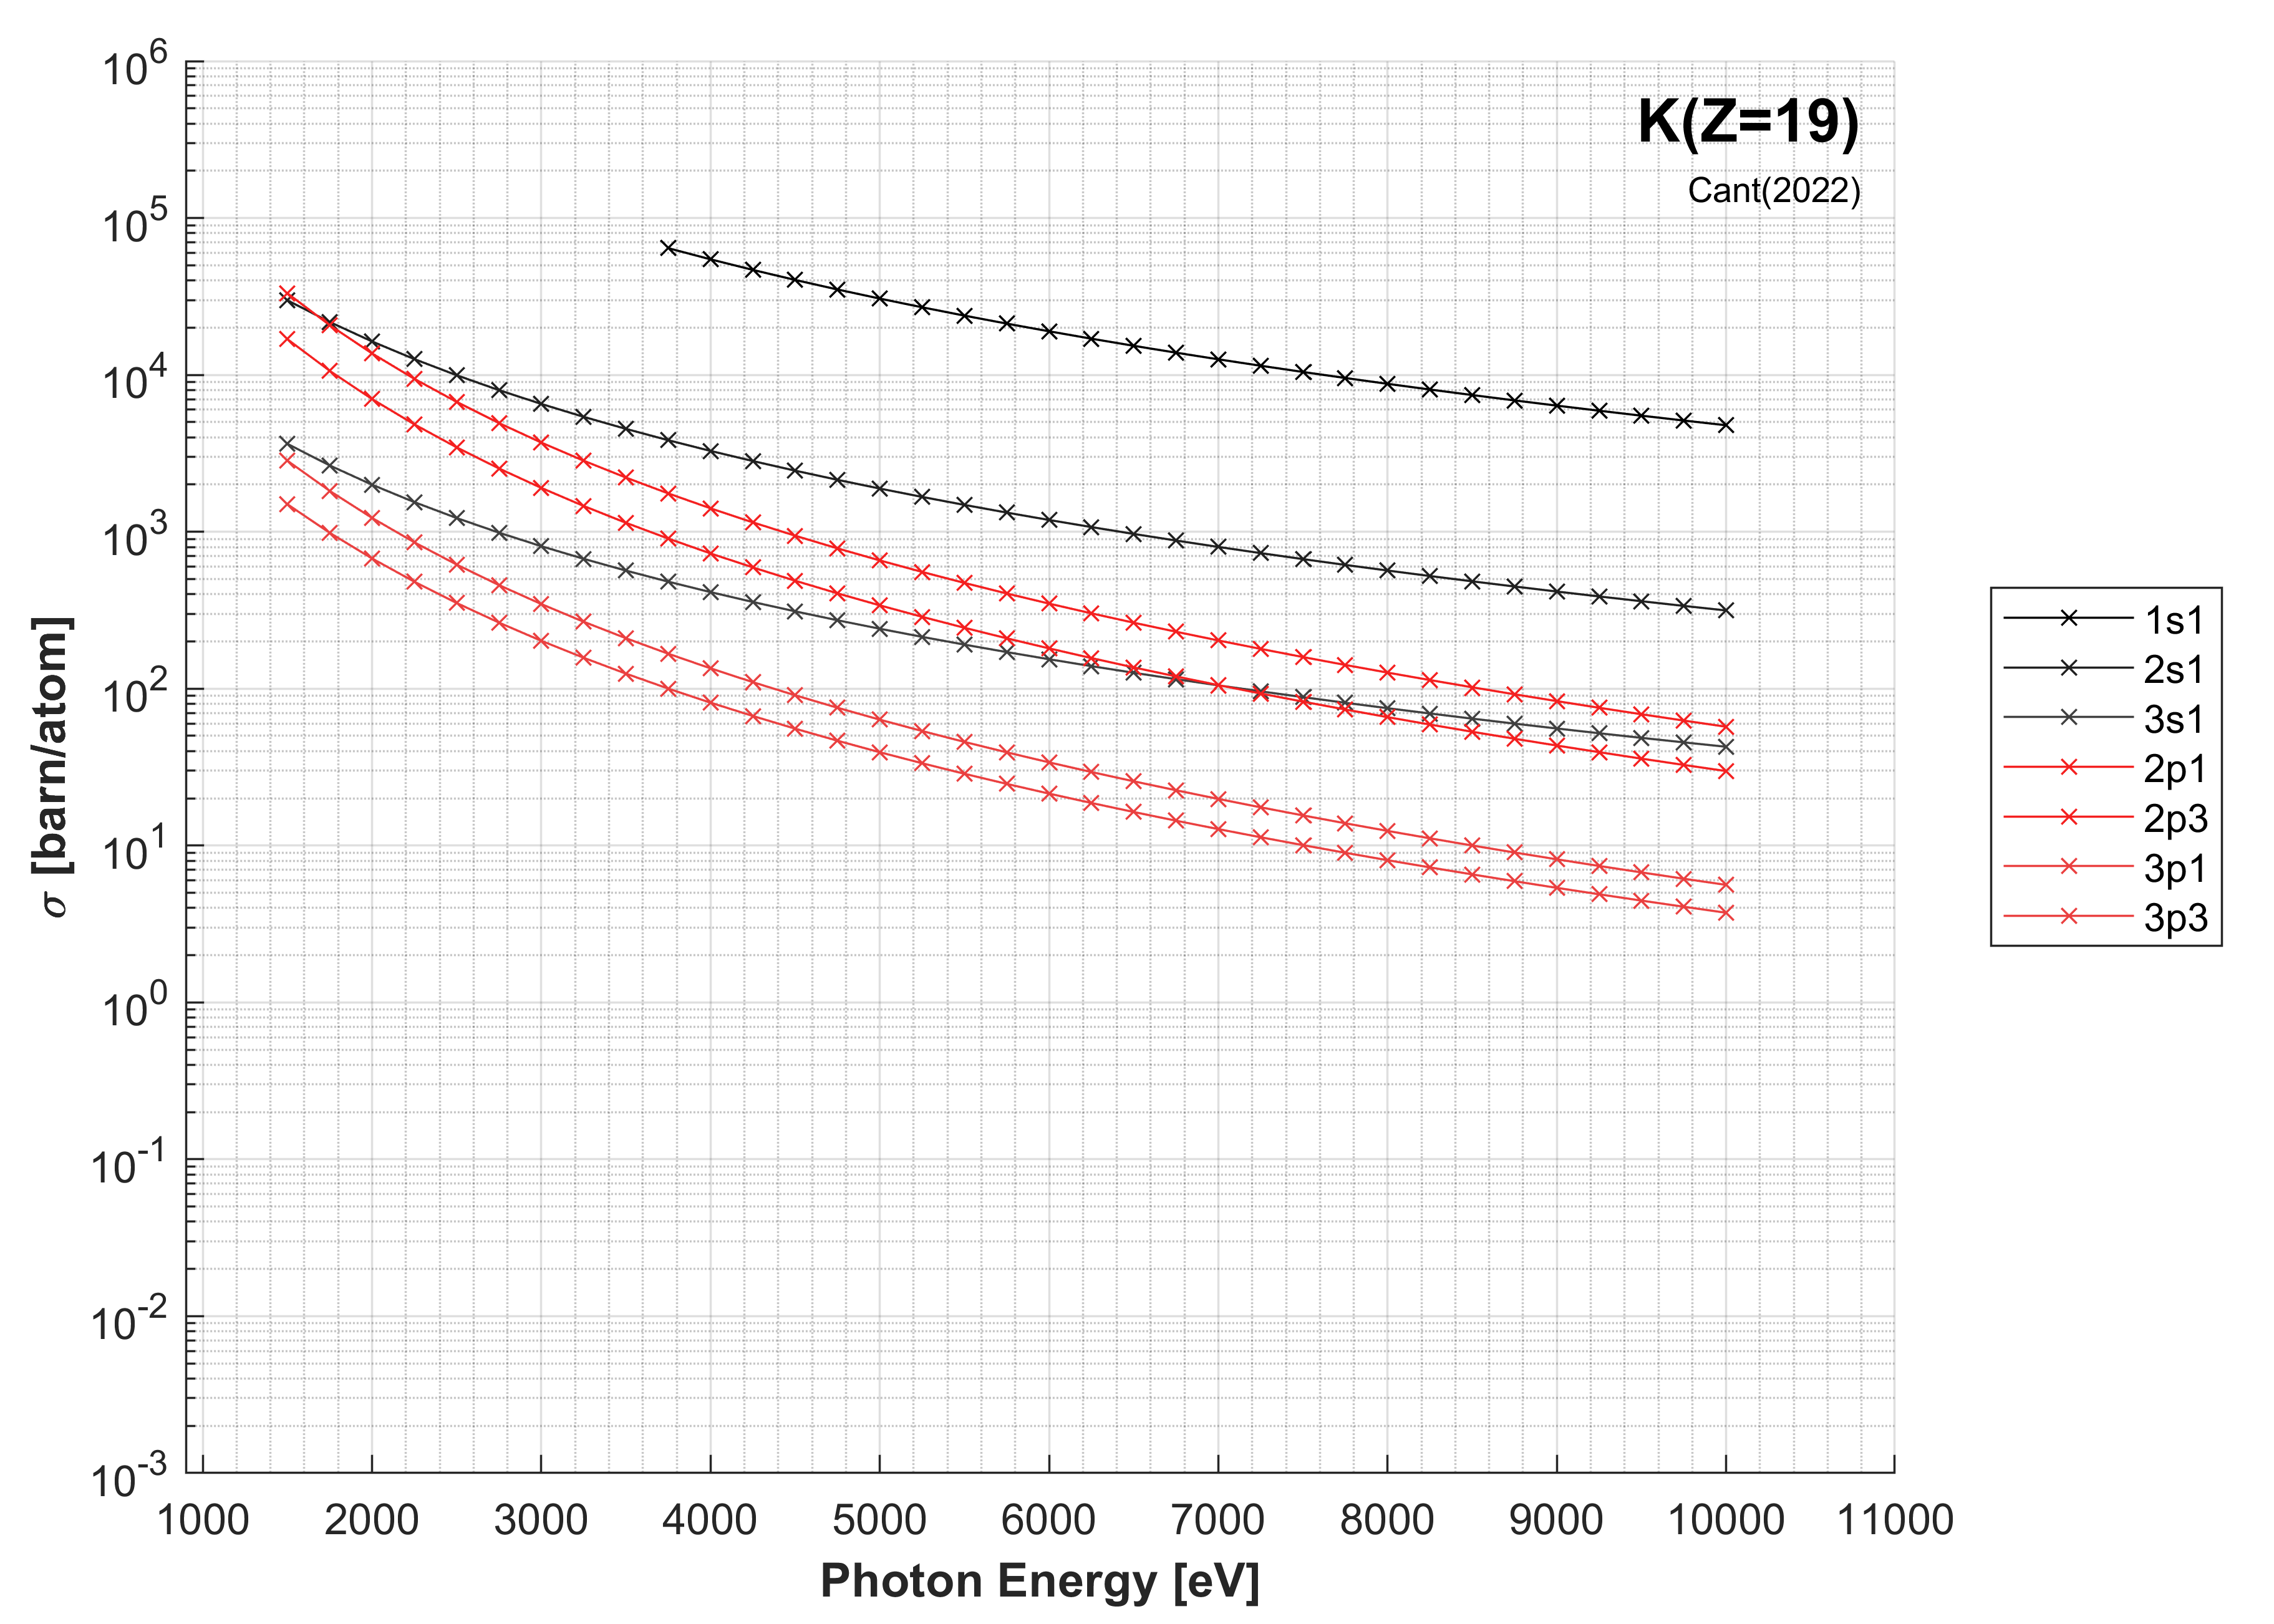 K(Z=19)
Cant(2022)
10^6
10^5
10^4
10^3
10^2
10^1
10^0
10^-1
10^-2
10^-3
σ [barn/atom]
1000 2000 3000 4000 5000 6000 7000 8000 9000 10000 11000
Photon Energy [eV]
1s1
2s1
3s1
2p1
2p3
3p1
3p3